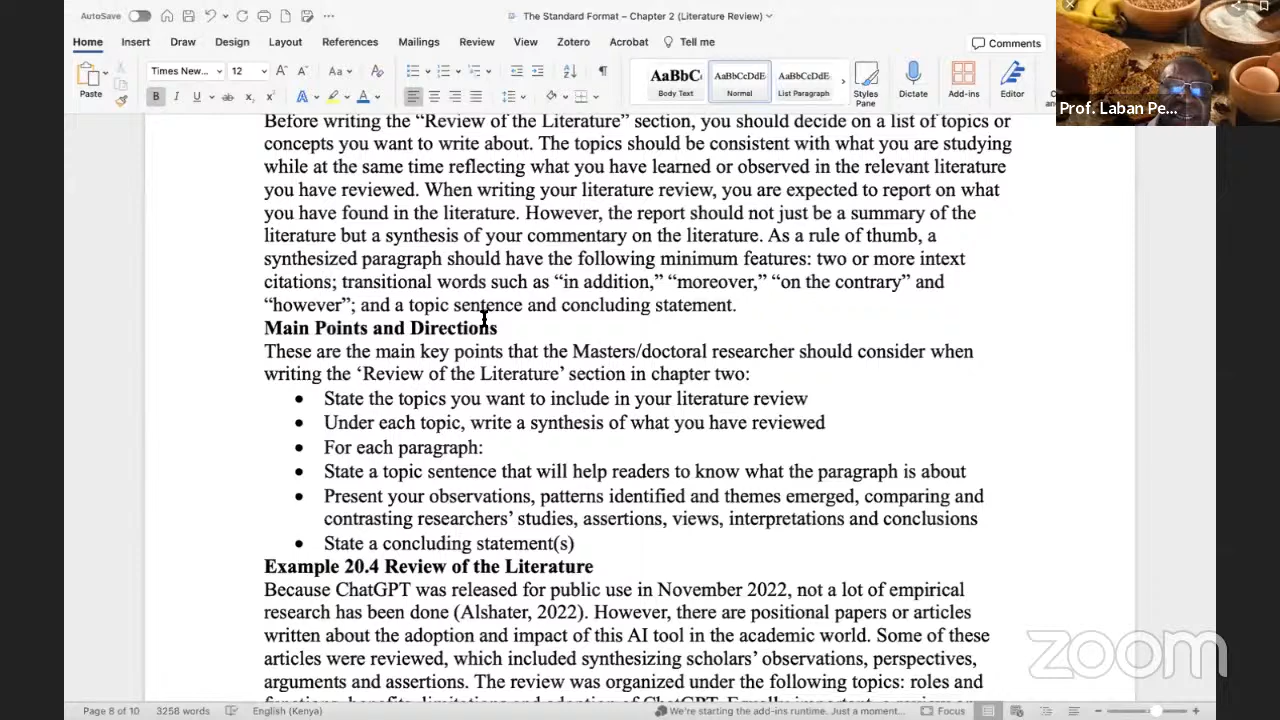 AutoSave
The Standard Format – Chapter 2 (Literature Review)
Home Insert Draw Design Layout References Mailings Review View Zotero Acrobat Tell me
Comments
Paste
Times New... 12
Aa
AaBbC AaBbCcDdE AaBbCcDdE
Body Text Normal List Paragraph
Styles Pane
Dictate
Add-ins
Editor
Prof. Laban Pe...
Before writing the “Review of the Literature” section, you should decide on a list of topics or
concepts you want to write about. The topics should be consistent with what you are studying
while at the same time reflecting what you have learned or observed in the relevant literature
you have reviewed. When writing your literature review, you are expected to report on what
you have found in the literature. However, the report should not just be a summary of the
literature but a synthesis of your commentary on the literature. As a rule of thumb, a
synthesized paragraph should have the following minimum features: two or more intext
citations; transitional words such as “in addition,” “moreover,” “on the contrary” and
“however”; and a topic sentence and concluding statement.
Main Points and Directions
These are the main key points that the Masters/doctoral researcher should consider when
writing the ‘Review of the Literature’ section in chapter two:
• State the topics you want to include in your literature review
• Under each topic, write a synthesis of what you have reviewed
• For each paragraph:
• State a topic sentence that will help readers to know what the paragraph is about
• Present your observations, patterns identified and themes emerged, comparing and
contrasting researchers’ studies, assertions, views, interpretations and conclusions
• State a concluding statement(s)
Example 20.4 Review of the Literature
Because ChatGPT was released for public use in November 2022, not a lot of empirical
research has been done (Alshater, 2022). However, there are positional papers or articles
written about the adoption and impact of this AI tool in the academic world. Some of these
articles were reviewed, which included synthesizing scholars’ observations, perspectives,
arguments and assertions. The review was organized under the following topics: roles and
zoom
Page 8 of 10 3258 words English (Kenya) We're starting the add-ins runtime. Just a moment... Focus